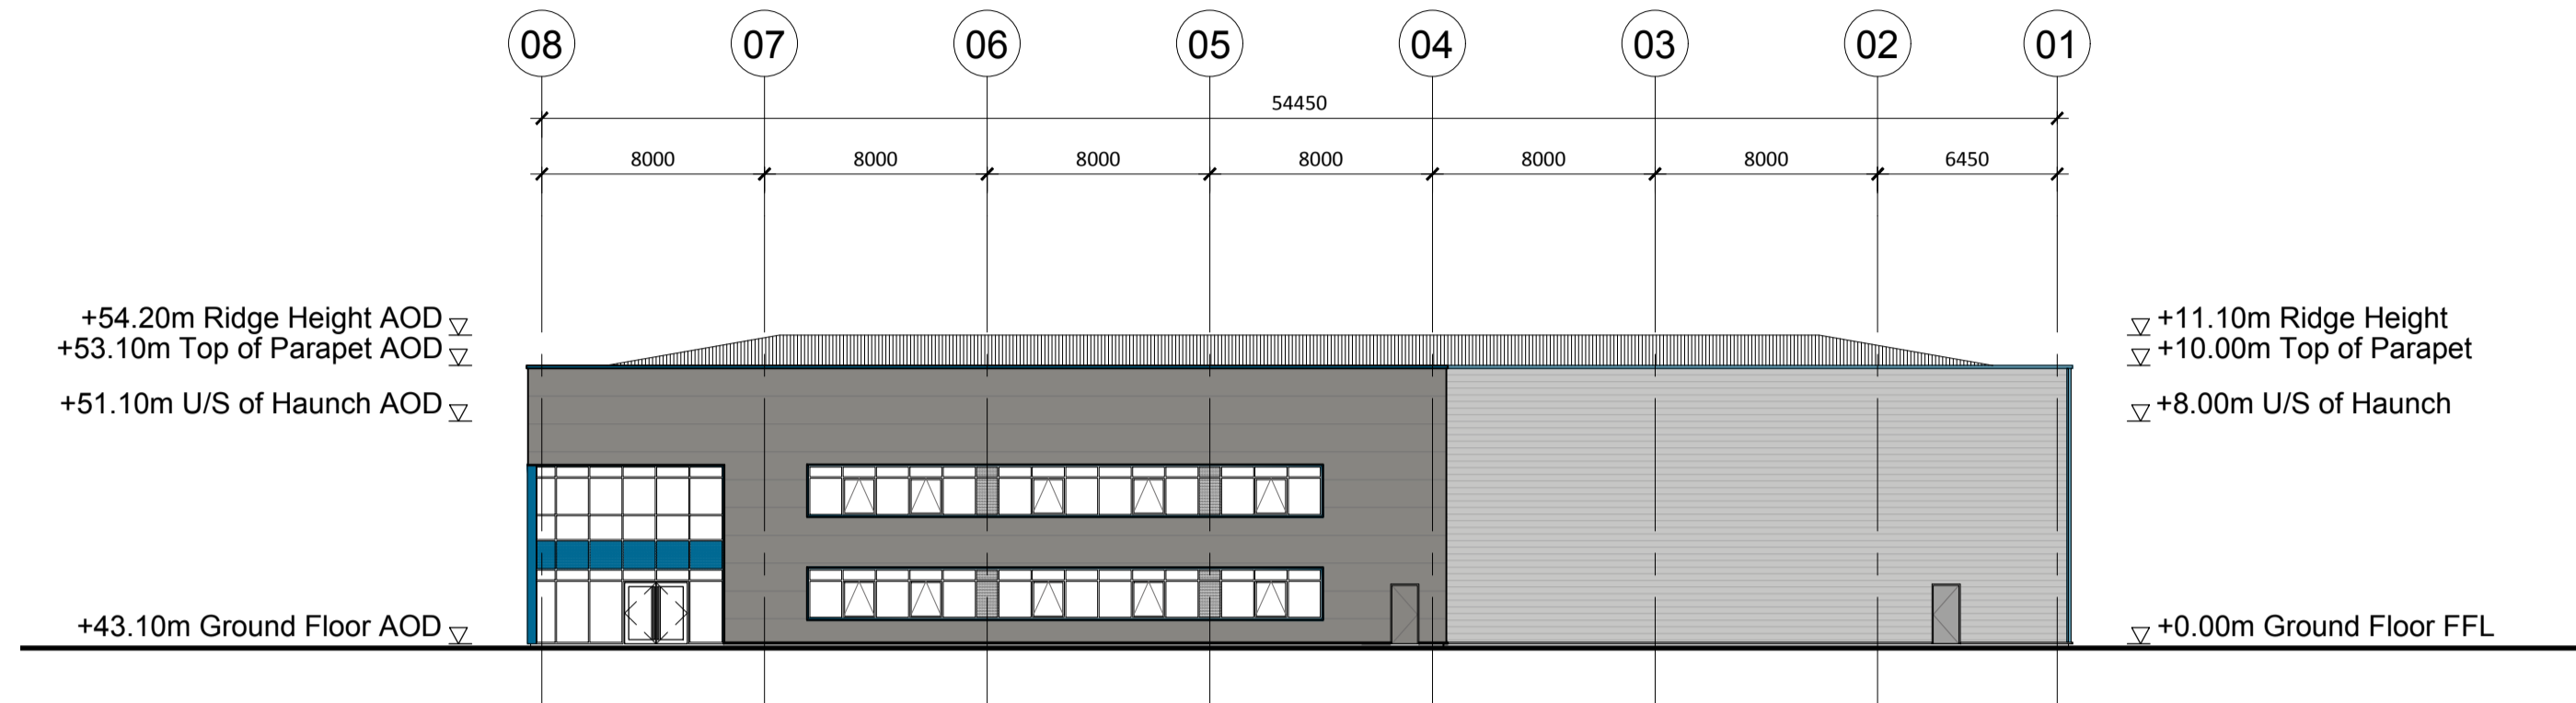 08 07 06 05 04 03 02 01
54450
8000 8000 8000 8000 8000 8000 6450
+54.20m Ridge Height AOD
+53.10m Top of Parapet AOD
+51.10m U/S of Haunch AOD
+43.10m Ground Floor AOD
+11.10m Ridge Height
+10.00m Top of Parapet
+8.00m U/S of Haunch
+0.00m Ground Floor FFL